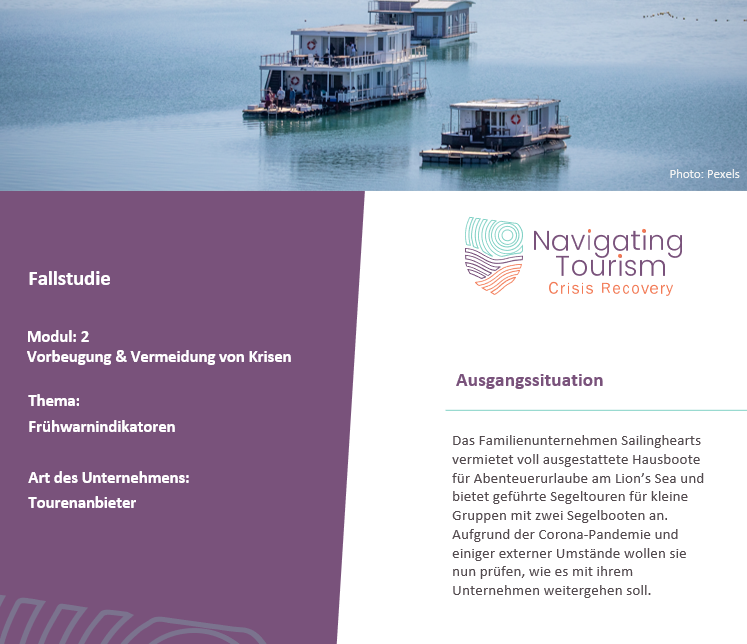 Photo: Pexels
Navigating
Tourism
Crisis Recovery
Fallstudie
Modul: 2
Vorbeugung & Vermeidung von Krisen
Thema:
Frühwarnindikatoren
Art des Unternehmens:
Tourenanbieter
Ausgangssituation
Das Familienunternehmen Sailinghearts
vermietet voll ausgestattete Hausboote
für Abenteuerurlaube am Lion’s Sea und
bietet geführte Segeltouren für kleine
Gruppen mit zwei Segelbooten an.
Aufgrund der Corona-Pandemie und
einiger externer Umstände wollen sie
nun prüfen, wie es mit ihrem
Unternehmen weitergehen soll.